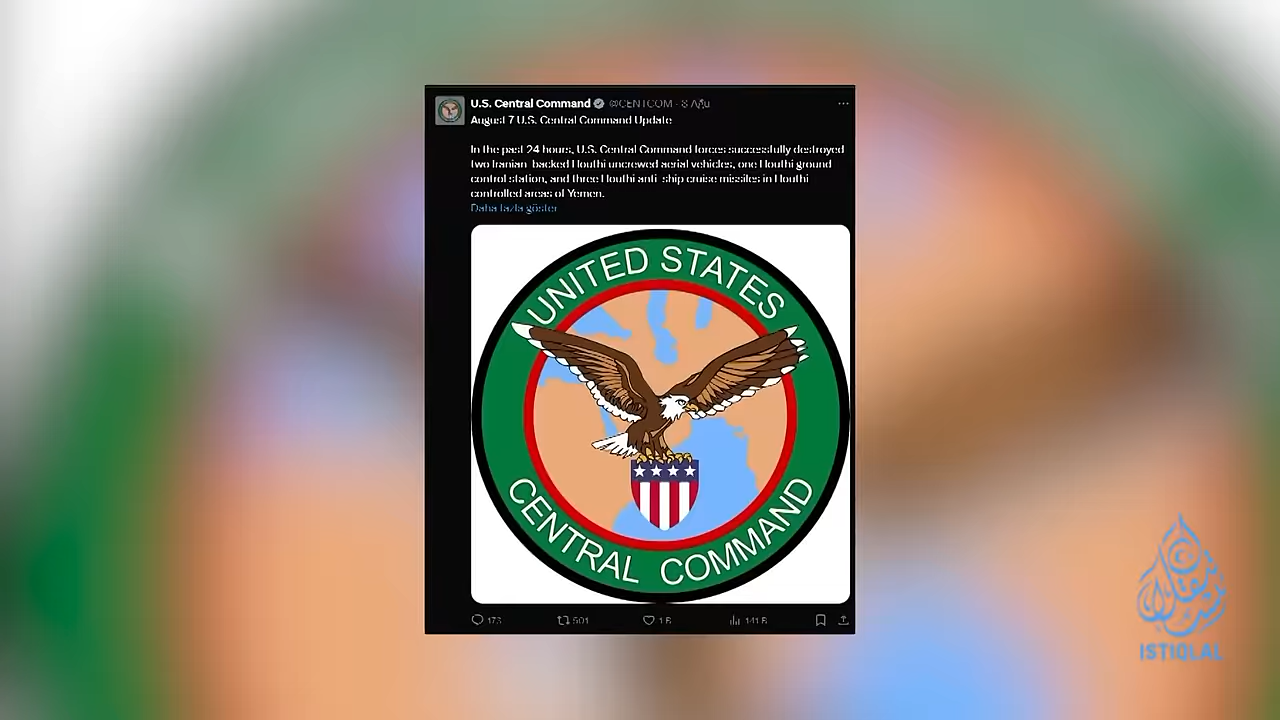 U.S. Central Command @CENTCOM · 8 Ağu
August 7 U.S. Central Command Update
In the past 24 hours, U.S. Central Command forces successfully destroyed
two Iranian-backed Houthi uncrewed aerial vehicles, one Houthi ground
control station, and three Houthi anti-ship cruise missiles in Houthi
controlled areas of Yemen.
Daha fazla göster
UNITED STATES
CENTRAL COMMAND
173 501 1 B 141 B
ISTIQLAL